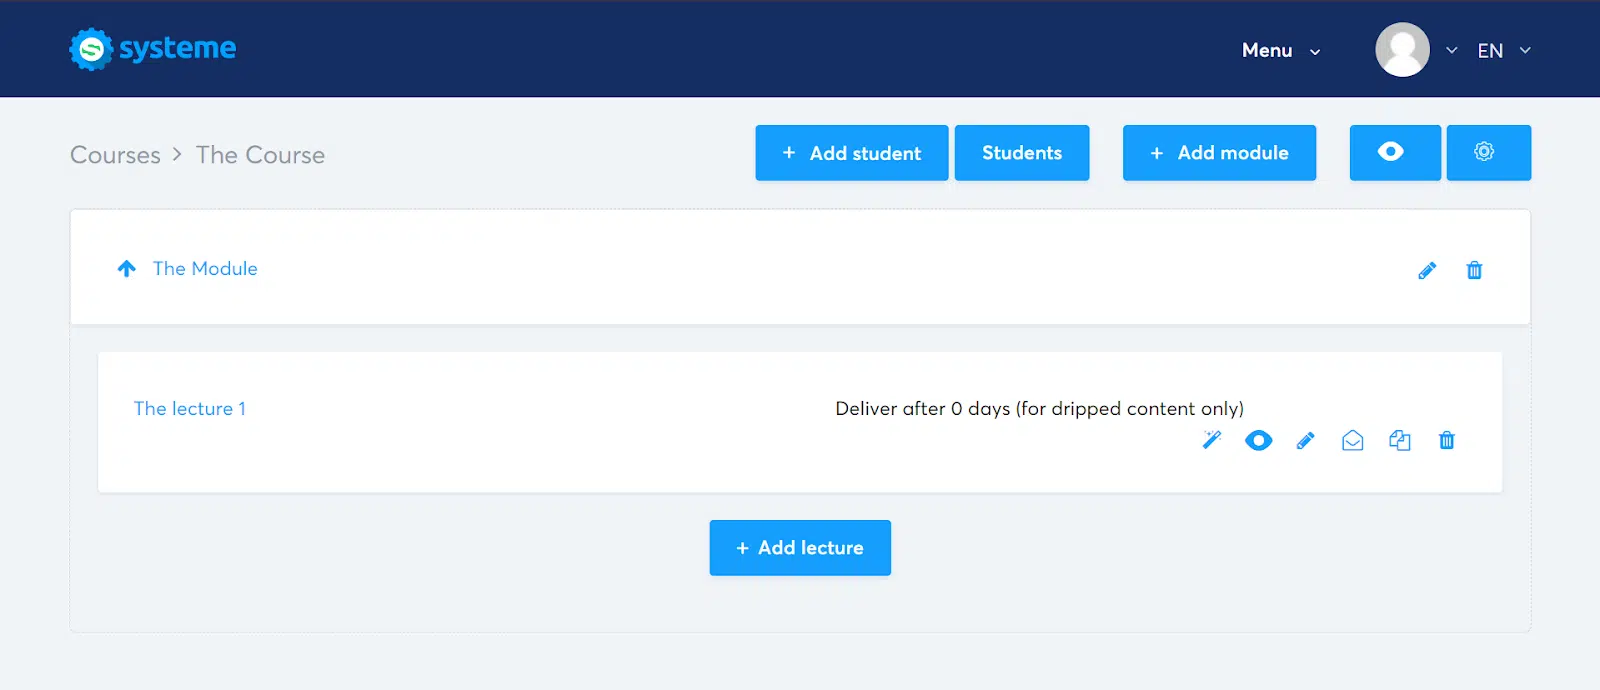 systeme
Menu
EN
Courses > The Course
+ Add student
Students
+ Add module
The Module
The lecture 1
Deliver after 0 days (for dripped content only)
+ Add lecture